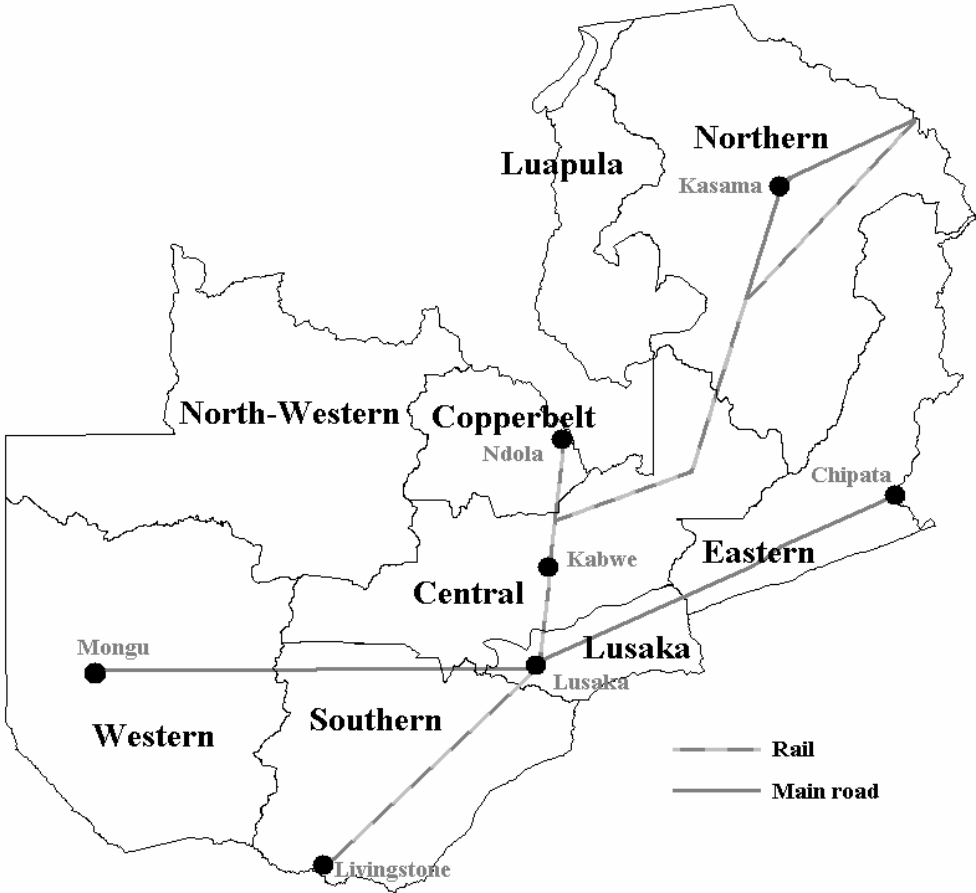 Northern
Luapula
Kasama
North-Western
Copperbelt
Ndola
Chipata
Eastern
Kabwe
Central
Mongu
Lusaka
Lusaka
Southern
Western
Rail
Main road
Livingstone